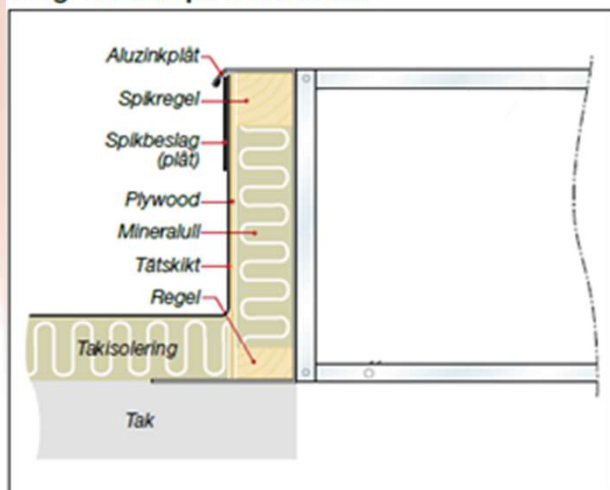 Aluzinkplåt
Spikregel
Spikbeslag
(plåt)
Plywood
Mineralull
Tätskikt
Regel
Takisolering
Tak